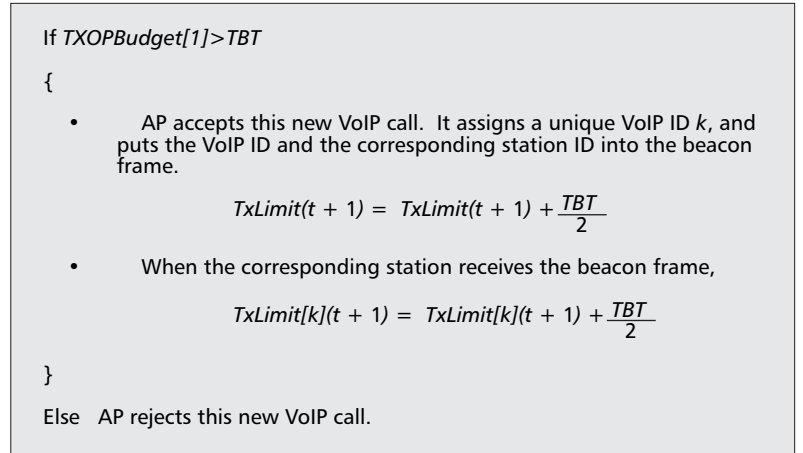 If TXOPBudget[1]>TBT
{
• AP accepts this new VoIP call. It assigns a unique VoIP ID k, and
puts the VoIP ID and the corresponding station ID into the beacon
frame.
TxLimit(t + 1) = TxLimit(t + 1) + TBT/2
• When the corresponding station receives the beacon frame,
TxLimit[k](t + 1) = TxLimit[k](t + 1) + TBT/2
}
Else AP rejects this new VoIP call.